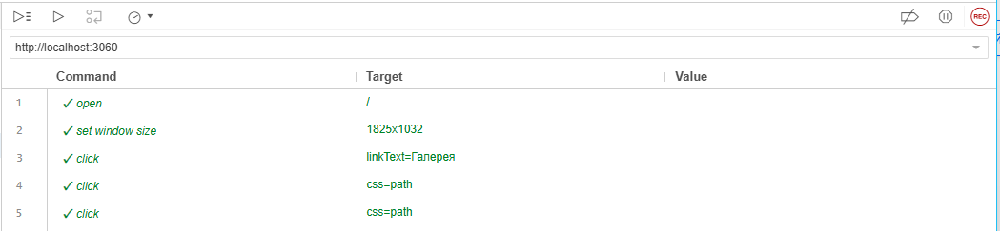 REC
http://localhost:3060
Command Target Value
1 ✓ open /
2 ✓ set window size 1825x1032
3 ✓ click linkText=Галерея
4 ✓ click css=path
5 ✓ click css=path